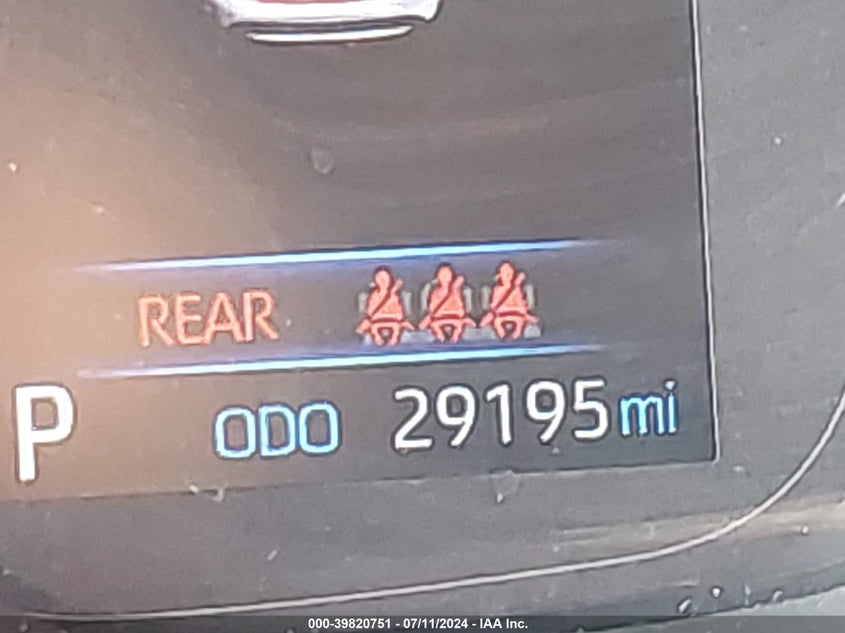 REAR
P ODO 29195 mi
000-39820751 - 07/11/2024 - IAA Inc.